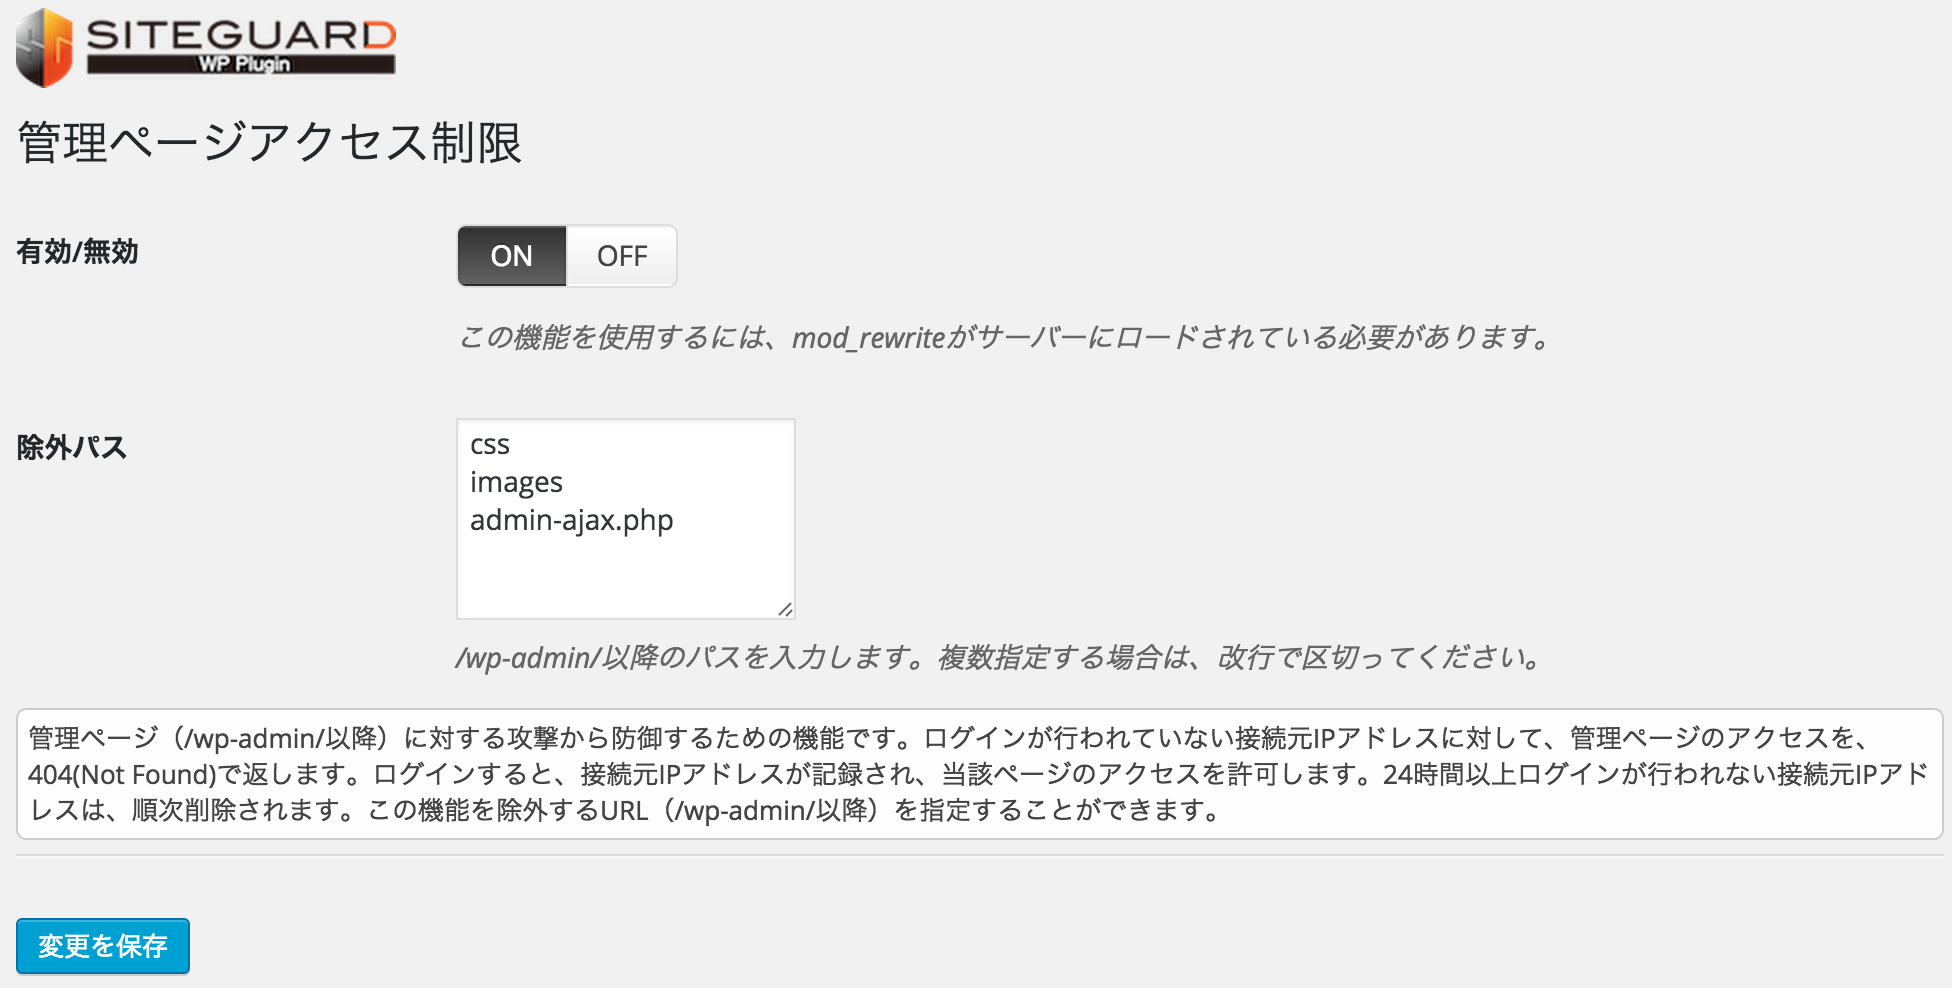 SITEGUARD
WP Plugin
管理ページアクセス制限
有効/無効
ON
OFF
この機能を使用するには、mod_rewriteがサーバーにロードされている必要があります。
除外パス
css
images
admin-ajax.php
/wp-admin/以降のパスを入力します。複数指定する場合は、改行で区切ってください。
管理ページ（/wp-admin/以降）に対する攻撃から防御するための機能です。ログインが行われていない接続元IPアドレスに対して、管理ページのアクセスを、
404(Not Found)で返します。ログインすると、接続元IPアドレスが記録され、当該ページのアクセスを許可します。24時間以上ログインが行われない接続元IPアド
レスは、順次削除されます。この機能を除外するURL（/wp-admin/以降）を指定することができます。
変更を保存